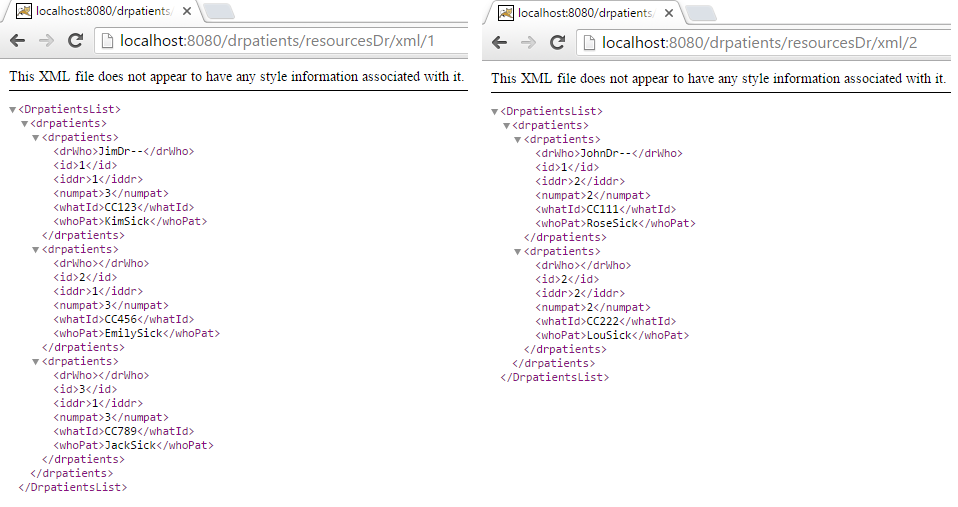 localhost:8080/drpatients/
localhost:8080/drpatients/resourcesDr/xml/1
This XML file does not appear to have any style information associated with it.
<DrpatientsList>
<drpatients>
<drpatients>
<drWho>JimDr--</drWho>
<id>1</id>
<iddr>1</iddr>
<numpat>3</numpat>
<whatId>CC123</whatId>
<whoPat>KimSick</whoPat>
</drpatients>
<drpatients>
<drWho></drWho>
<id>2</id>
<iddr>1</iddr>
<numpat>3</numpat>
<whatId>CC456</whatId>
<whoPat>EmilySick</whoPat>
</drpatients>
<drpatients>
<drWho></drWho>
<id>3</id>
<iddr>1</iddr>
<numpat>3</numpat>
<whatId>CC789</whatId>
<whoPat>JackSick</whoPat>
</drpatients>
</drpatients>
</DrpatientsList>
localhost:8080/drpatients/
localhost:8080/drpatients/resourcesDr/xml/2
This XML file does not appear to have any style information associated with it.
<DrpatientsList>
<drpatients>
<drpatients>
<drWho>JohnDr--</drWho>
<id>1</id>
<iddr>2</iddr>
<numpat>2</numpat>
<whatId>CC111</whatId>
<whoPat>RoseSick</whoPat>
</drpatients>
<drpatients>
<drWho></drWho>
<id>2</id>
<iddr>2</iddr>
<numpat>2</numpat>
<whatId>CC222</whatId>
<whoPat>LouSick</whoPat>
</drpatients>
</drpatients>
</DrpatientsList>